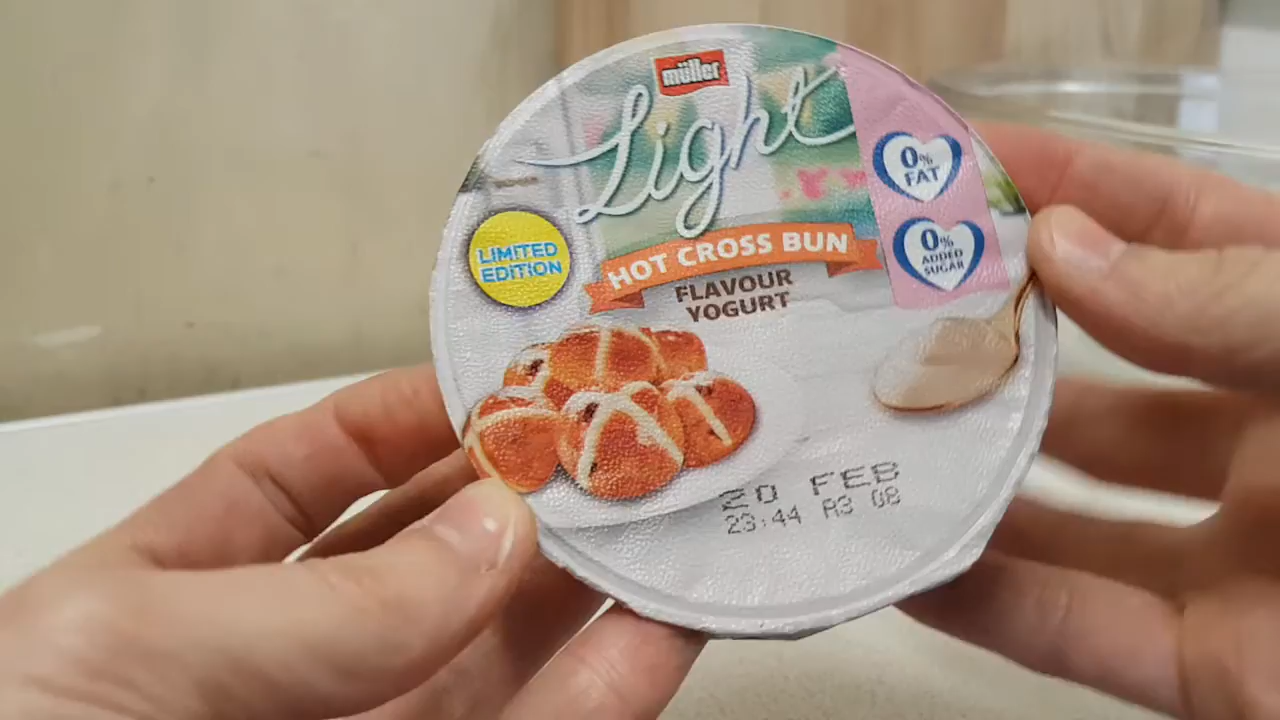 müller
Light
0%
FAT
0%
ADDED
SUGAR
LIMITED
EDITION
HOT CROSS BUN
FLAVOUR
YOGURT
20 FEB
23:44 R3 08